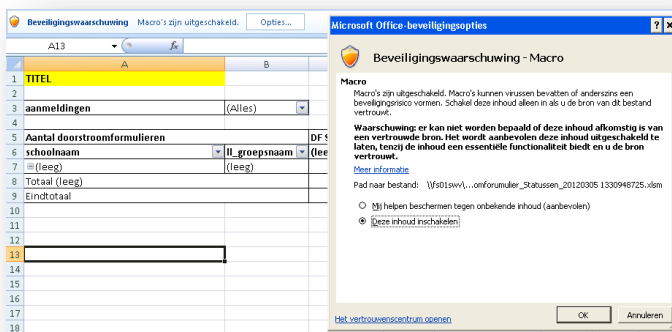 Beveiligingswaarschuwing Macro's zijn uitgeschakeld. Opties...
A13 fx
A B
1 TITEL
2
3 aanmeldingen (Alles)
4
5 Aantal doorstroomformulieren DF S
6 schoolnaam ll_groepsnaam (lee
7 (leeg) (leeg)
8 Totaal (leeg)
9 Eindtotaal
10
11
12
13
14
15
16
17
18
Microsoft Office-beveiligingsopties
Beveiligingswaarschuwing - Macro
Macro
Macro's zijn uitgeschakeld. Macro's kunnen virussen bevatten of anderszins een
beveiligingsrisico vormen. Schakel deze inhoud alleen in als u de bron van dit bestand
vertrouwt.
Waarschuwing: er kan niet worden bepaald of deze inhoud afkomstig is van
een vertrouwde bron. Het wordt aanbevolen deze inhoud uitgeschakeld te
laten, tenzij de inhoud een essentiële functionaliteit biedt en u de bron
vertrouwt.
Meer informatie
Pad naar bestand: \\fs01swv\...omforumulier_Statussen_20120305 1330948725.xlsm
Mij helpen beschermen tegen onbekende inhoud (aanbevolen)
Deze inhoud inschakelen
Het vertrouwenscentrum openen OK Annuleren